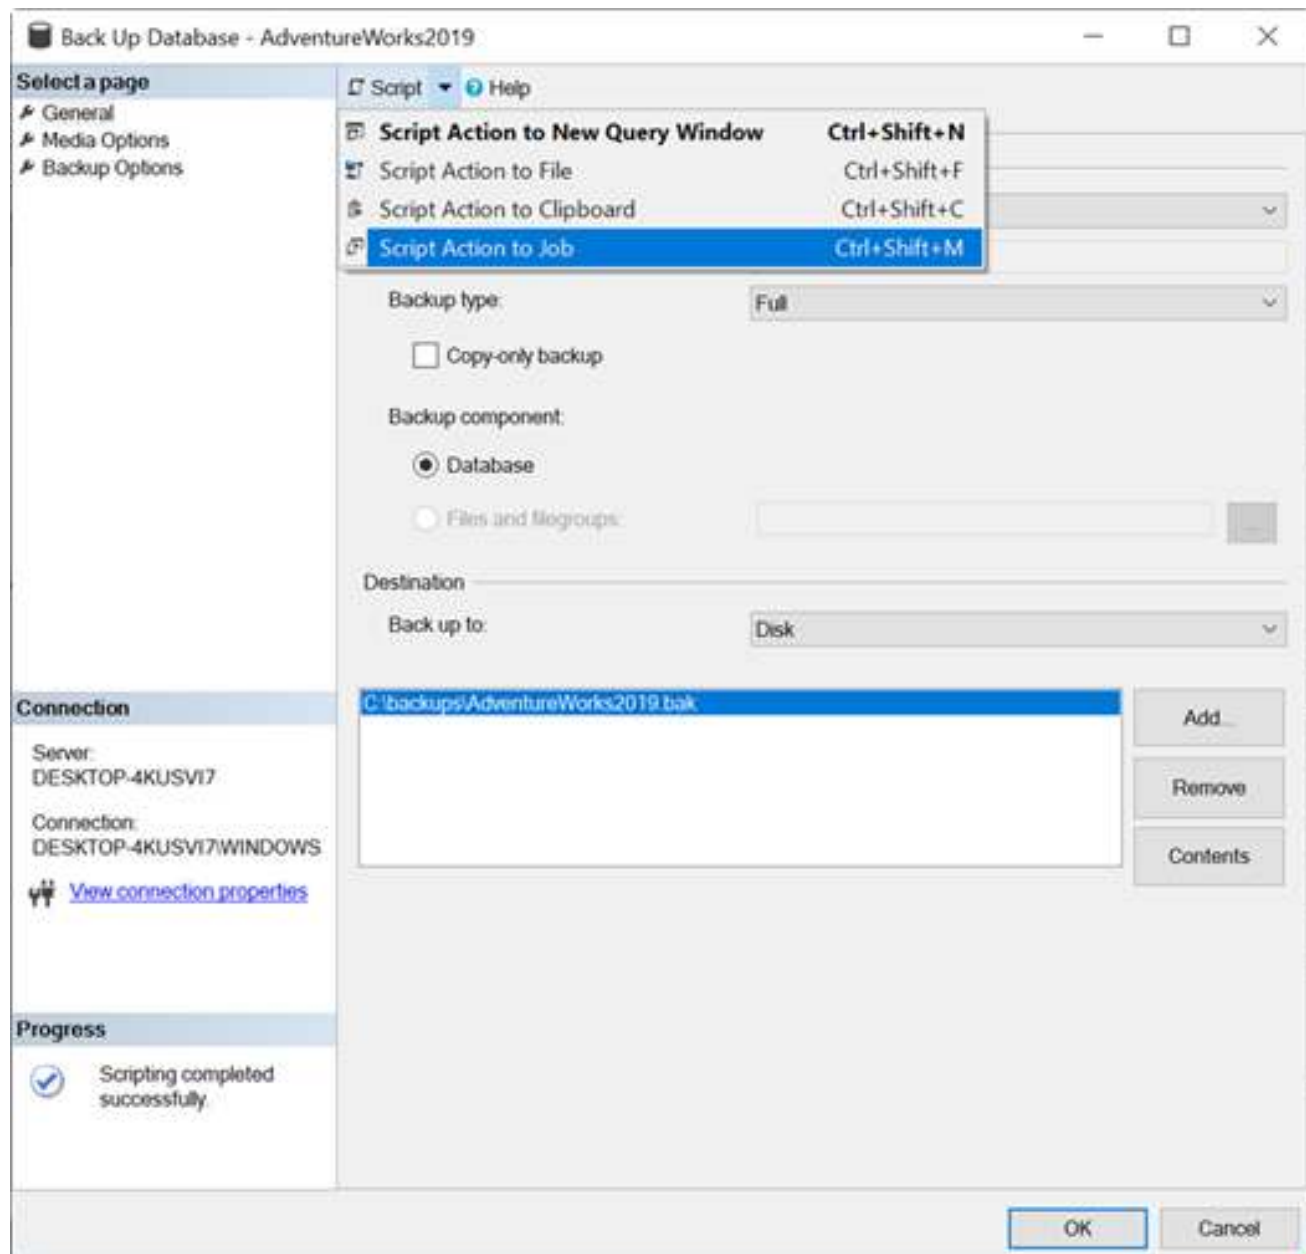 Back Up Database - AdventureWorks2019
Select a page
General
Media Options
Backup Options
Script
Help
Script Action to New Query Window Ctrl+Shift+N
Script Action to File Ctrl+Shift+F
Script Action to Clipboard Ctrl+Shift+C
Script Action to Job Ctrl+Shift+M
Backup type: Full
Copy-only backup
Backup component:
Database
Files and filegroups: ...
Destination
Back up to: Disk
C:\backups\AdventureWorks2019.bak
Add...
Remove
Contents
Connection
Server:
DESKTOP-4KUSVI7
Connection:
DESKTOP-4KUSVI7\WINDOWS
View connection properties
Progress
Scripting completed
successfully.
OK Cancel